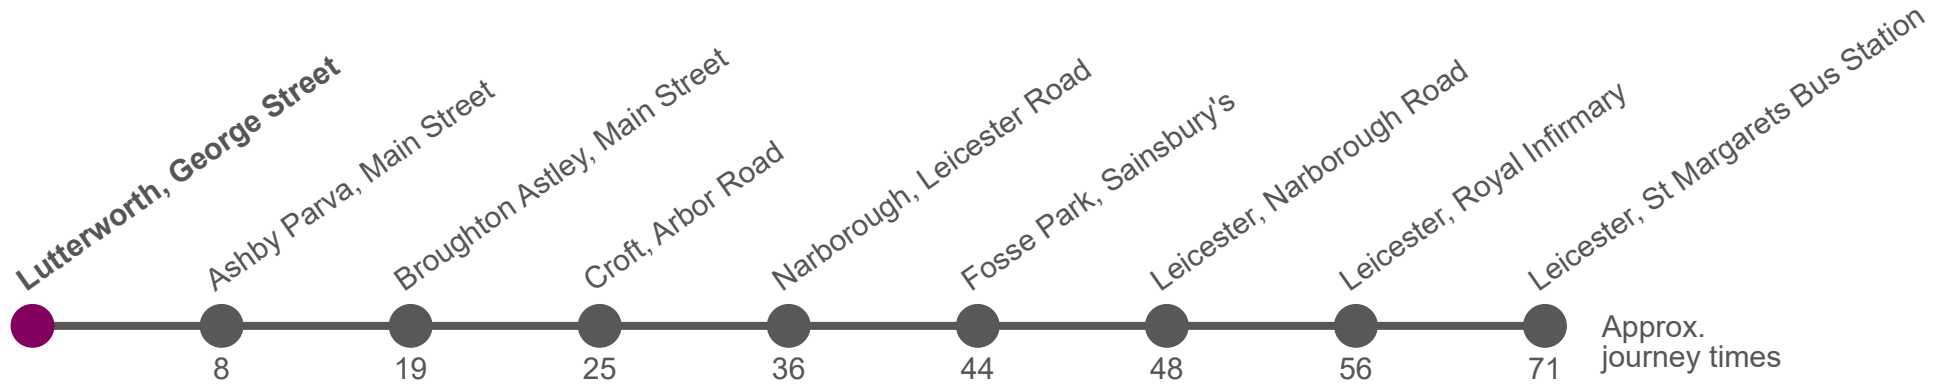 Lutterworth, George Street
Ashby Parva, Main Street
Broughton Astley, Main Street
Croft, Arbor Road
Narborough, Leicester Road
Fosse Park, Sainsbury's
Leicester, Narborough Road
Leicester, Royal Infirmary
Leicester, St Margarets Bus Station
8 19 25 36 44 48 56 71
Approx.
journey times